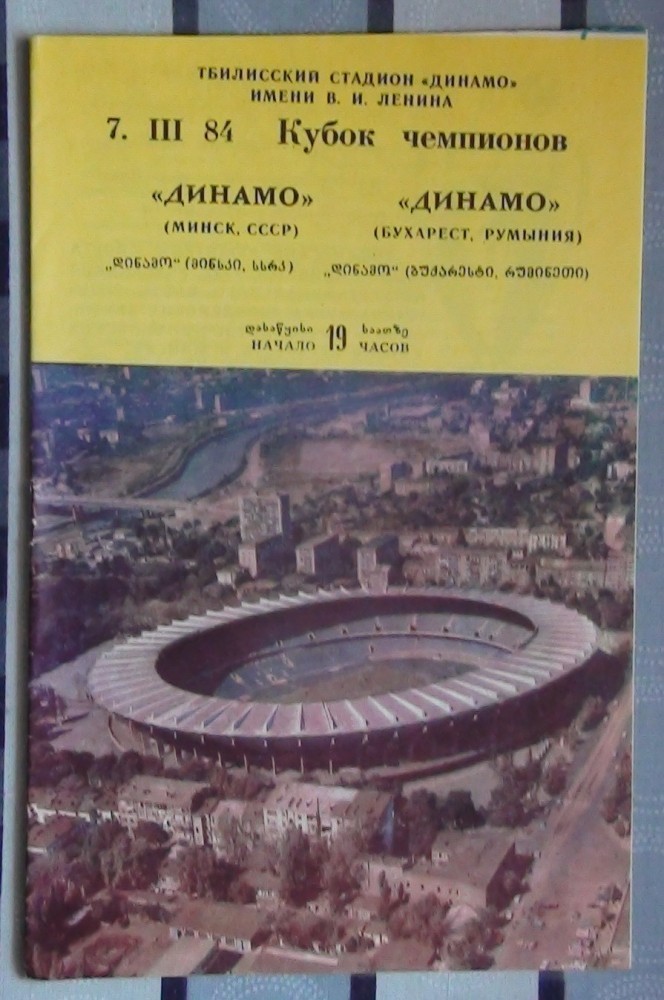 ТБИЛИССКИЙ СТАДИОН «ДИНАМО»
ИМЕНИ В. И. ЛЕНИНА
7. III 84 Кубок чемпионов
«ДИНАМО» «ДИНАМО»
(МИНСК, СССР) (БУХАРЕСТ, РУМЫНИЯ)
„დინამო“ (მინსკი, სსრკ) „დინამო“ (ბუქარესტი, რუმინეთი)
დასაწყისი 19 საათზე
НАЧАЛО ЧАСОВ